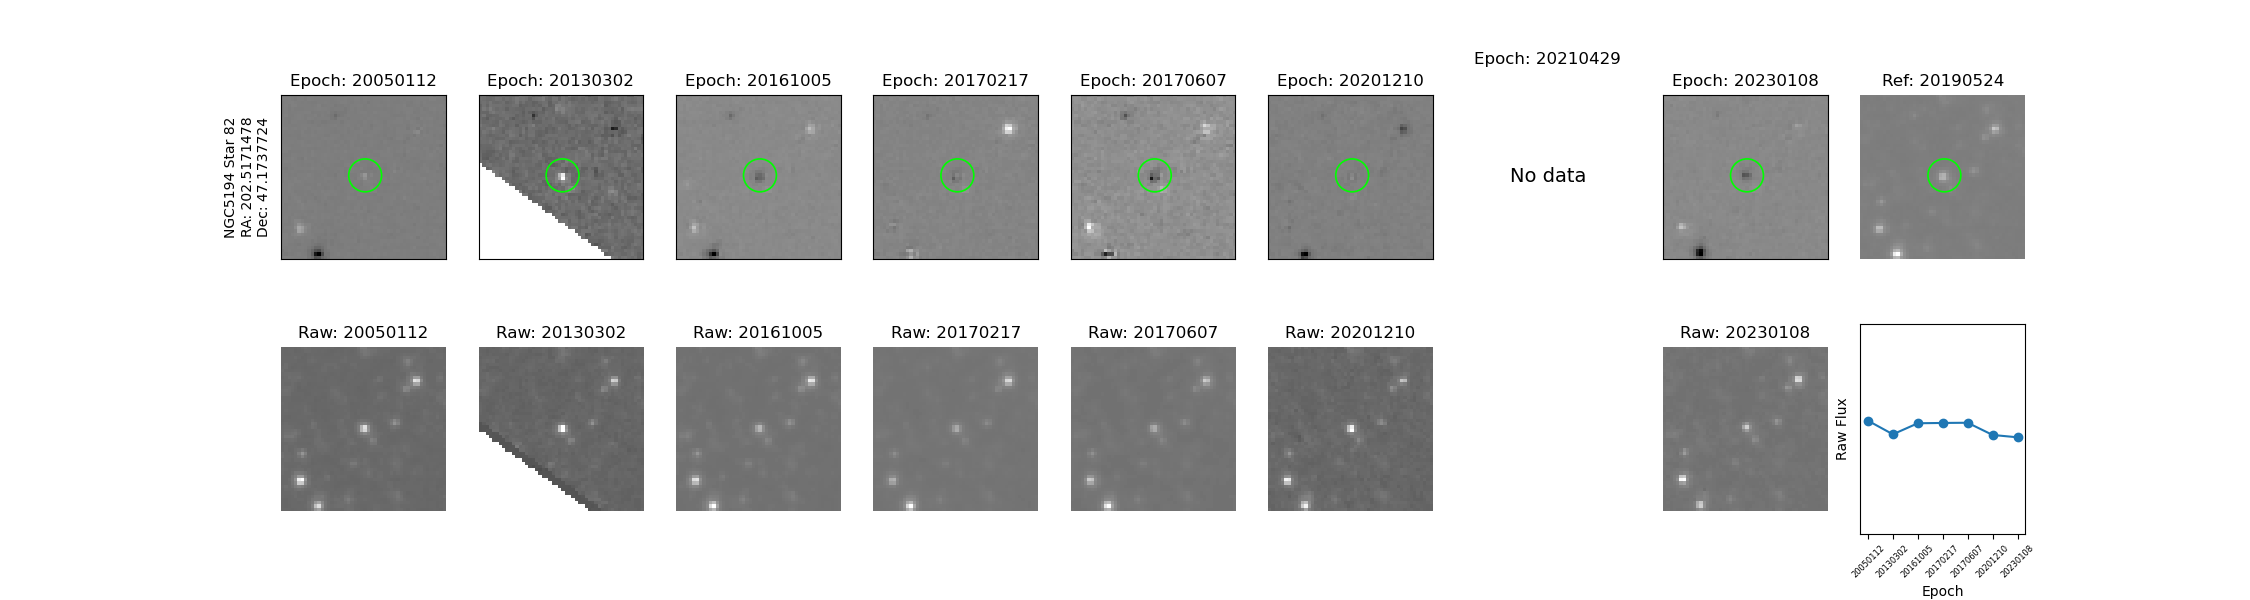 Epoch: 20210429
Epoch: 20050112
Epoch: 20130302
Epoch: 20161005
Epoch: 20170217
Epoch: 20170607
Epoch: 20201210
Epoch: 20230108
Ref: 20190524
NGC5194 Star 82
RA: 202.5171478
Dec: 47.1737724
No data
Raw: 20050112
Raw: 20130302
Raw: 20161005
Raw: 20170217
Raw: 20170607
Raw: 20201210
Raw: 20230108
Raw Flux
20050112
20130302
20161005
20170217
20170607
20201210
20230108
Epoch